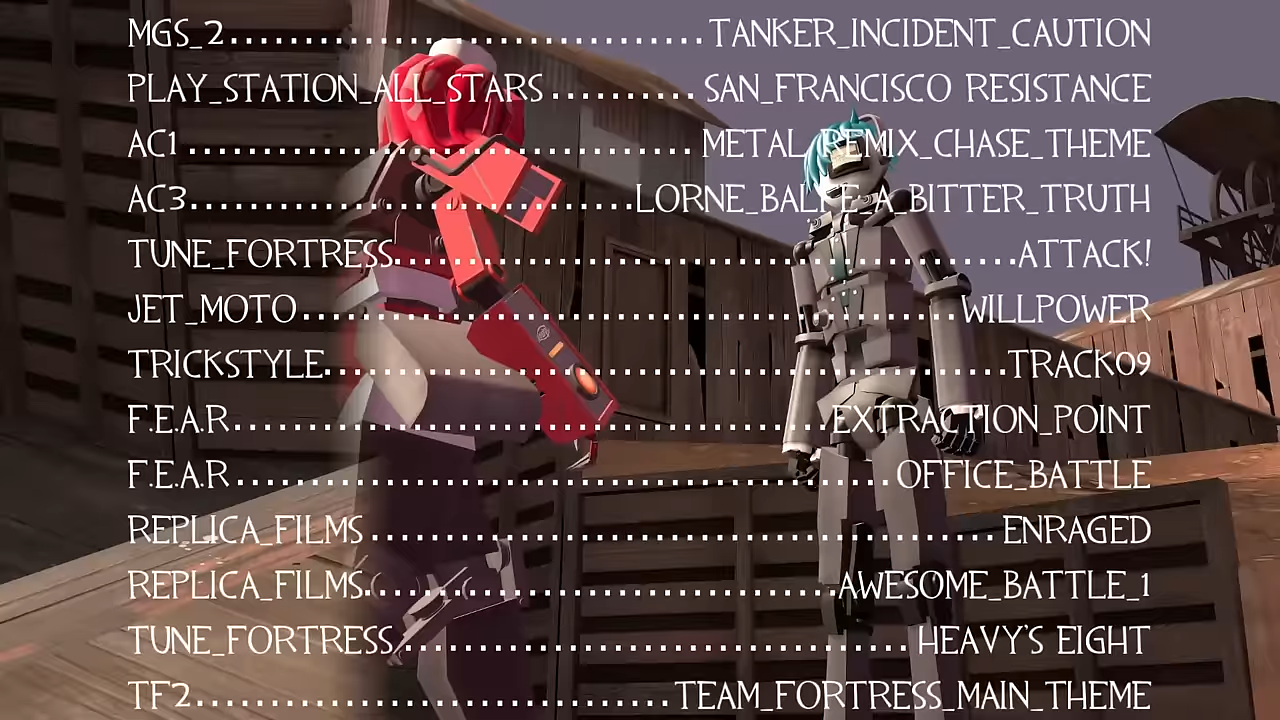 MGS_2................................TANKER_INCIDENT_CAUTION
PLAY_STATION_ALL_STARS..........SAN_FRANCISCO RESISTANCE
AC1...................................METAL_REMIX_CHASE_THEME
AC3...............................LORNE_BALFE_A_BITTER_TRUTH
TUNE_FORTRESS...........................................ATTACK!
JET_MOTO.............................................WILLPOWER
TRICKSTYLE...............................................TRACK09
F.E.A.R.........................................EXTRACTION_POINT
F.E.A.R.............................................OFFICE_BATTLE
REPLICA_FILMS...........................................ENRAGED
REPLICA_FILMS................................AWESOME_BATTLE_1
TUNE_FORTRESS...................................HEAVY'S EIGHT
TF2.................................TEAM_FORTRESS_MAIN_THEME